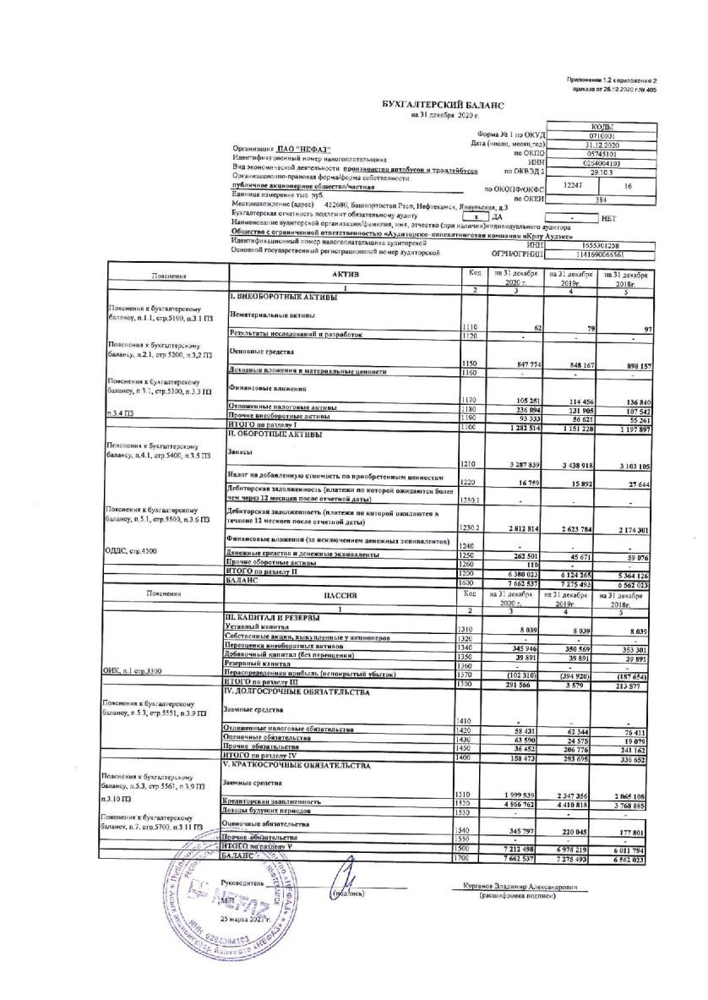 Приложение 1.2 к приложению 2
приказа от 25.12.2020 г.№ 405
БУХГАЛТЕРСКИЙ БАЛАНС
на 31 декабря 2020 г.
КОДЫ
Форма № 1 по ОКУД 0710001
Дата (число, месяц,год) 31.12.2020
Организация ПАО "НЕФАЗ" по ОКПО 05745101
Идентификационный номер налогоплательщика ИНН 0264004103
Вид экономической деятельности производство автобусов и троллейбусов по ОКВЭД 2 29.10.3
Организационно-правовая форма/форма собственности
публичное акционерное общество/частная по ОКОПФ/ОКФС 12247 16
Единица измерения тыс. руб. по ОКЕИ 384
Местонахождение (адрес) 452680, Башкортостан Респ, Нефтекамск, Янаульская, д.3
Бухгалтерская отчетность подлежит обязательному аудиту x ДА - НЕТ
Наименование аудиторской организации/фамилия, имя, отчество (при наличии)индивидуального аудитора
Общество с ограниченной ответственностью «Аудиторско-консалтинговая компания «Кроу Аудэкс»
Идентификационный номер налогоплательщика аудиторской ИНН 1655301258
Основной государственный регистрационный номер аудиторской ОГРН/ОГРНИП 1141690066561
Пояснения АКТИВ Код на 31 декабря 2020 г. на 31 декабря 2019г. на 31 декабря 2018г.
1 2 3 4 5
I. ВНЕОБОРОТНЫЕ АКТИВЫ
Пояснения к бухгалтерскому
балансу, п.1.1, стр.5100, п.3.1 ПЗ Нематериальные активы 1110 62 79 97
Результаты исследований и разработок 1120 - - -
Пояснения к бухгалтерскому
балансу, п.2.1, стр.5200, п.3,2 ПЗ Основные средства 1150 847 774 848 167 898 157
Доходные вложения в материальные ценности 1160 - - -
Пояснения к бухгалтерскому
балансу, п.3.1, стр.5300, п.3.3 ПЗ Финансовые вложения 1170 105 251 114 456 136 840
Отложенные налоговые активы 1180 236 094 131 905 107 542
п.3.4 ПЗ Прочие внеоборотные активы 1190 93 333 56 621 55 261
ИТОГО по разделу I 1100 1 282 514 1 151 228 1 197 897
II. ОБОРОТНЫЕ АКТИВЫ
Пояснения к бухгалтерскому
балансу, п.4.1, стр.5400, п.3.5 ПЗ Запасы 1210 3 287 839 3 438 918 3 103 105
Налог на добавленную стоимость по приобретенным ценностям 1220 16 759 15 892 27 644
Дебиторская задолженность (платежи по которой ожидаются более
чем через 12 месяцев после отчетной даты) 1230.1 - - -
Пояснения к бухгалтерскому
балансу, п.5.1, стр.5500, п.3.6 ПЗ Дебиторская задолженность (платежи по которой ожидаются в
течение 12 месяцев после отчетной даты) 1230.2 2 812 814 2 623 784 2 174 301
Финансовые вложения (за исключением денежных эквивалентов) 1240 - - -
ОДДС, стр.4500 Денежные средства и денежные эквиваленты 1250 262 501 45 671 59 076
Прочие оборотные активы 1260 110 - -
ИТОГО по разделу II 1200 6 380 023 6 124 265 5 364 126
БАЛАНС 1600 7 662 537 7 275 493 6 562 023
Пояснения ПАССИВ Код на 31 декабря 2020 г. на 31 декабря 2019г. на 31 декабря 2018г.
1 2 3 4 5
III. КАПИТАЛ И РЕЗЕРВЫ
Уставный капитал 1310 8 039 8 039 8 039
Собственные акции, выкупленные у акционеров 1320 - - -
Переоценка внеоборотных активов 1340 345 946 350 569 353 301
Добавочный капитал (без переоценки) 1350 39 891 39 891 39 891
Резервный капитал 1360 - - -
ОИК, п.1 стр.3300 Нераспределенная прибыль (непокрытый убыток) 1370 (102 310) (394 920) (187 654)
ИТОГО по разделу III 1300 291 566 3 579 213 577
IV. ДОЛГОСРОЧНЫЕ ОБЯЗАТЕЛЬСТВА
Пояснения к бухгалтерскому
балансу, п.5.3, стр.5551, п.3.9 ПЗ Заемные средства 1410 - - -
Отложенные налоговые обязательства 1420 58 431 62 344 76 411
Оценочные обязательства 1430 63 590 24 575 19 079
Прочие обязательства 1450 36 452 206 776 241 162
ИТОГО по разделу IV 1400 158 473 293 695 336 652
V. КРАТКОСРОЧНЫЕ ОБЯЗАТЕЛЬСТВА
Пояснения к бухгалтерскому
балансу, п.5.3, стр.5561, п.3.9 ПЗ Заемные средства 1510 1 999 939 2 347 356 2 065 108
п.3.10 ПЗ Кредиторская задолженность 1520 4 866 762 4 410 818 3 768 885
Доходы будущих периодов 1530 - - -
Пояснения к бухгалтерскому
балансу, п.7, стр.5700, п.3.11 ПЗ Оценочные обязательства 1540 345 797 220 045 177 801
Прочие обязательства 1550 - - -
ИТОГО по разделу V 1500 7 212 498 6 978 219 6 011 794
БАЛАНС 1700 7 662 537 7 275 493 6 562 023
Руководитель
(подпись)
Курганов Владимир Александрович
(расшифровка подписи)
МП
25 марта 2021 г.
ИНН 0264004103
«НЕФАЗ»